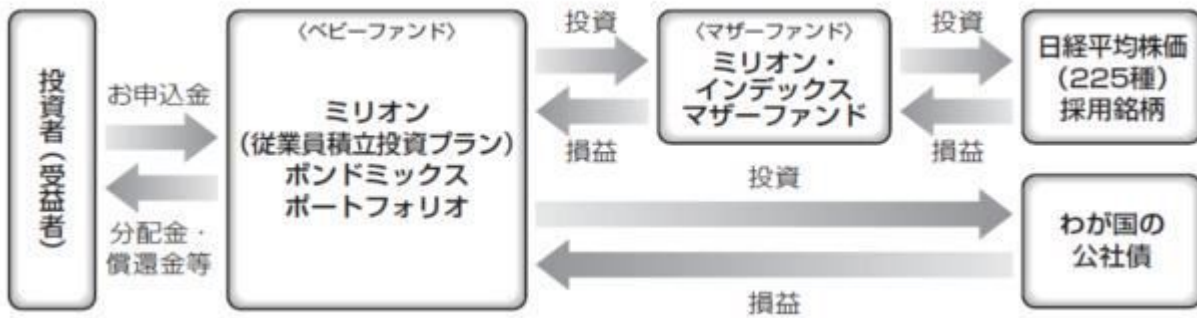 投資者（受益者）
お申込金
分配金・
償還金等
〈ベビーファンド〉
ミリオン
（従業員積立投資プラン）
ボンドミックス
ポートフォリオ
投資
損益
〈マザーファンド〉
ミリオン・
インデックス
マザーファンド
投資
損益
日経平均株価
（225種）
採用銘柄
投資
損益
わが国の
公社債